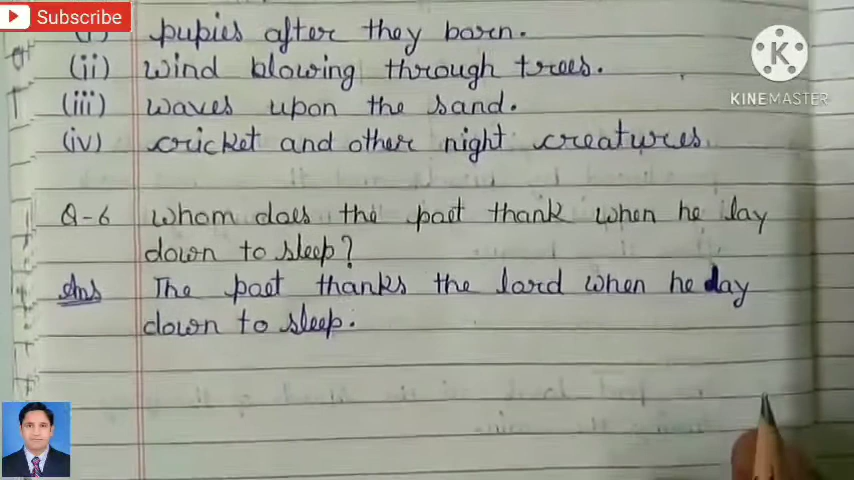 Subscribe
(i) pupies after they born.
(ii) wind blowing through trees.
(iii) waves upon the sand.
(iv) cricket and other night creatures.
K
KINEMASTER
Q-6 Whom does the poet thank when he lay
down to sleep?
Ans The poet thanks the lord when he lay
down to sleep.